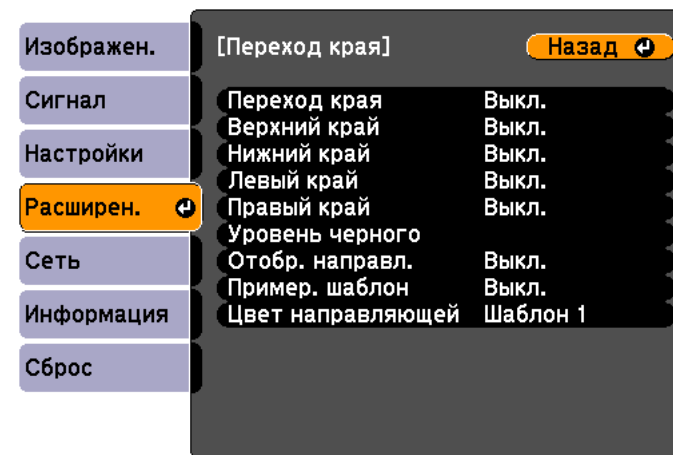 Изображен.
Сигнал
Настройки
Расширен.
Сеть
Информация
Сброс
[Переход края] Назад
Переход края Выкл.
Верхний край Выкл.
Нижний край Выкл.
Левый край Выкл.
Правый край Выкл.
Уровень черного
Отобр. направл. Выкл.
Пример. шаблон Выкл.
Цвет направляющей Шаблон 1